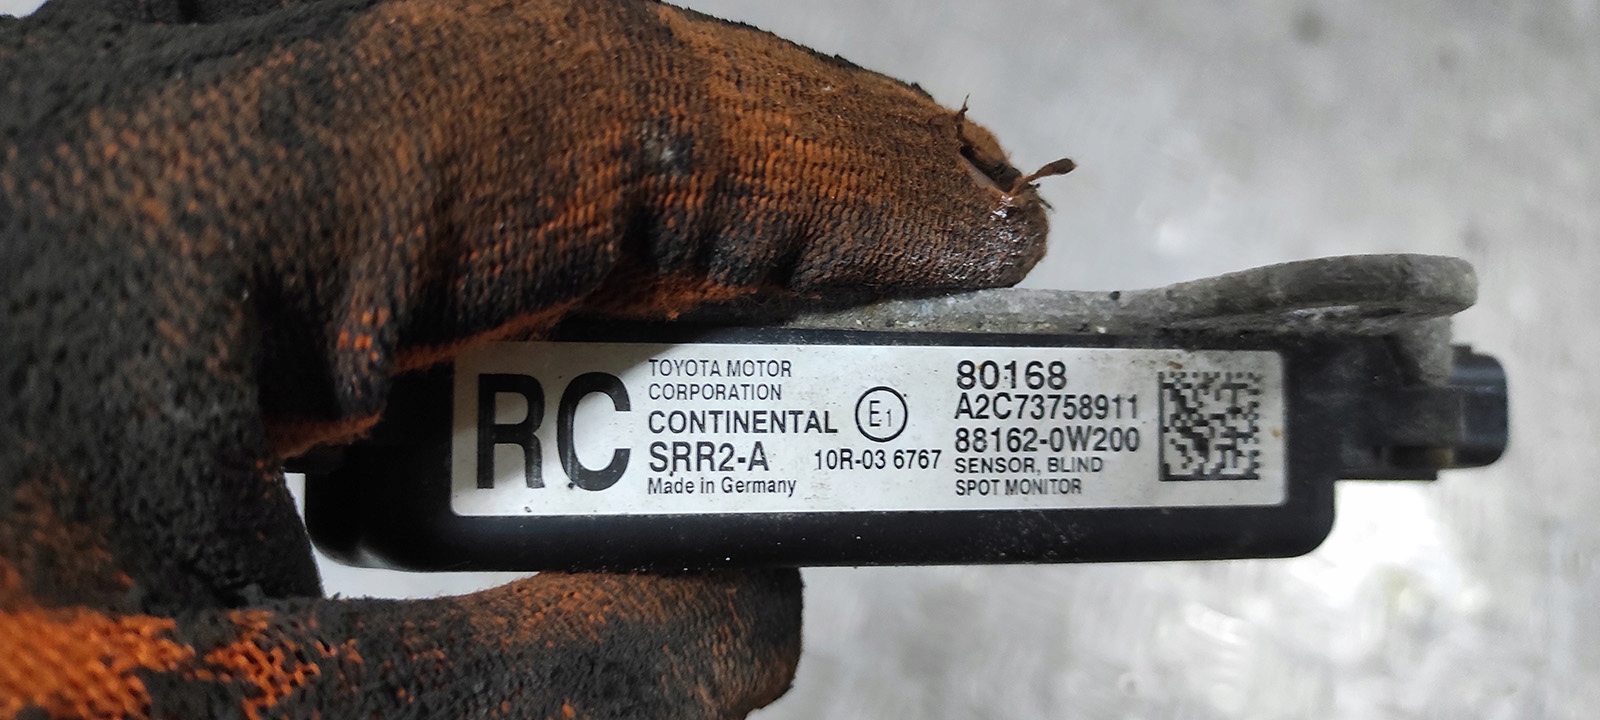 RC
TOYOTA MOTOR
CORPORATION
CONTINENTAL
SRR2-A
Made in Germany
E1
10R-03 6767
80168
A2C73758911
88162-0W200
SENSOR, BLIND
SPOT MONITOR